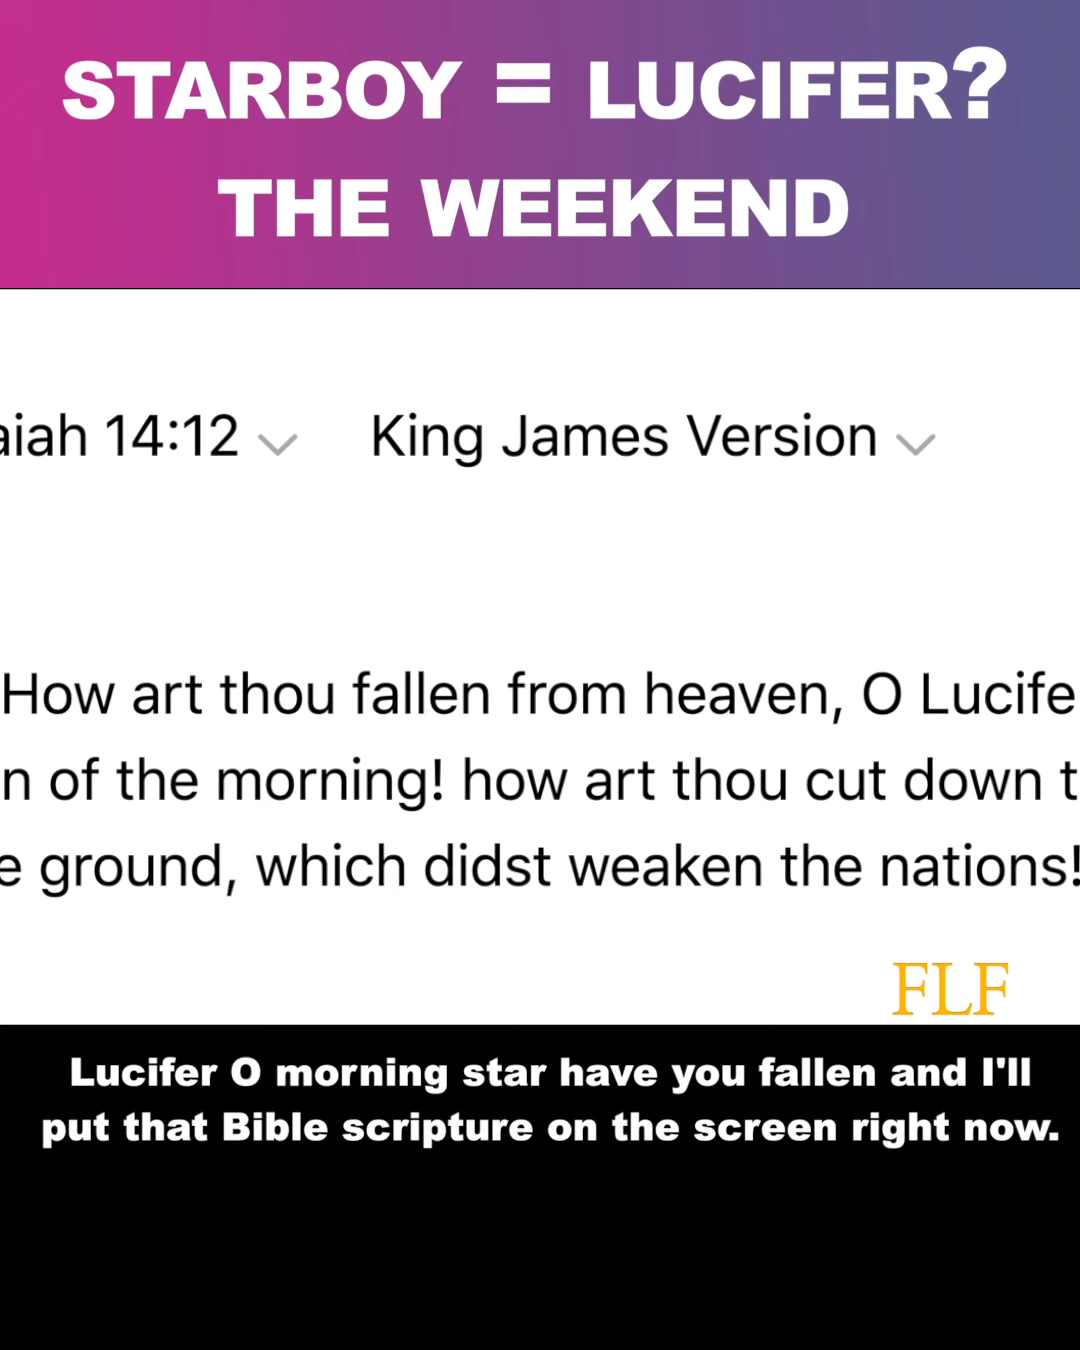 STARBOY = LUCIFER?
THE WEEKEND
aiah 14:12 King James Version
How art thou fallen from heaven, O Lucife
n of the morning! how art thou cut down t
e ground, which didst weaken the nations!
FLF
Lucifer O morning star have you fallen and I'll
put that Bible scripture on the screen right now.